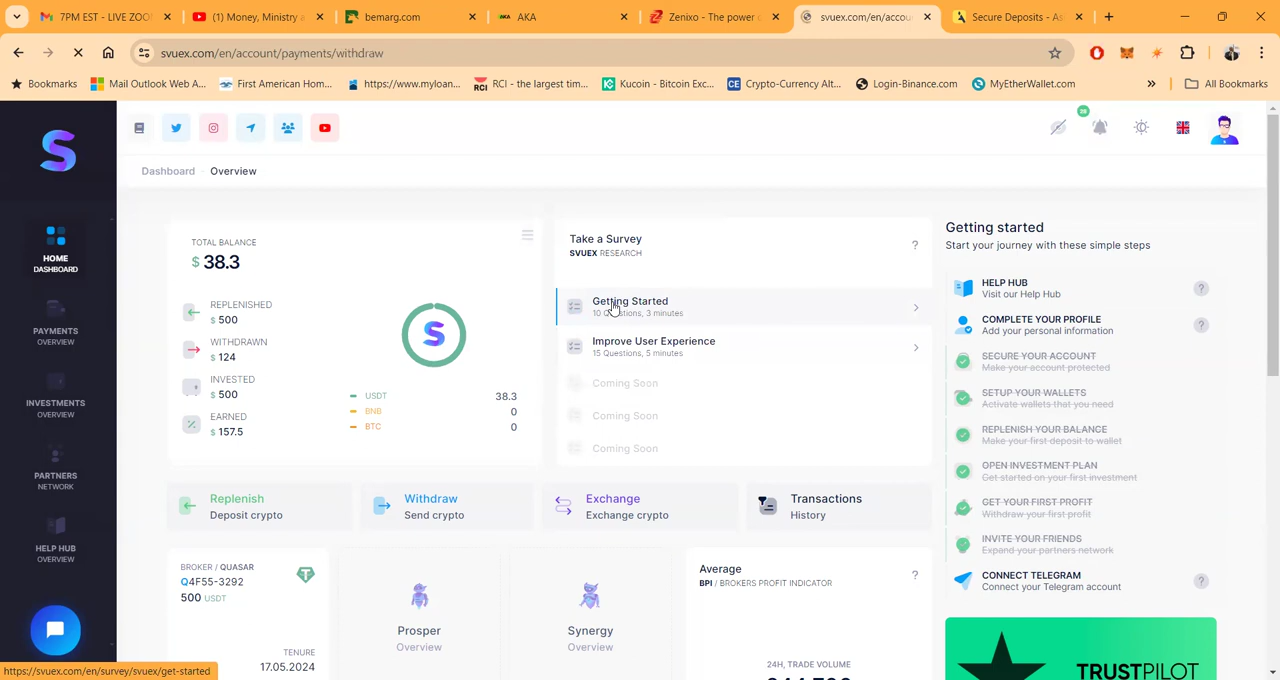 7PM EST - LIVE ZOO
(1) Money, Ministry a
bemarg.com
AKA
Zenixo - The power o
svuex.com/en/accou
Secure Deposits - As
svuex.com/en/account/payments/withdraw
Bookmarks
Mail Outlook Web A...
First American Hom...
https://www.myloan...
RCI - the largest tim...
Kucoin - Bitcoin Exc...
Crypto-Currency Alt...
Login-Binance.com
MyEtherWallet.com
»
All Bookmarks
Dashboard
Overview
HOME
DASHBOARD
PAYMENTS
OVERVIEW
INVESTMENTS
OVERVIEW
PARTNERS
NETWORK
HELP HUB
OVERVIEW
TOTAL BALANCE
$ 38.3
REPLENISHED
$ 500
WITHDRAWN
$ 124
INVESTED
$ 500
EARNED
$ 157.5
USDT 38.3
BNB 0
BTC 0
Take a Survey
SVUEX RESEARCH
?
Getting Started
10 Questions, 3 minutes
Improve User Experience
15 Questions, 5 minutes
Coming Soon
Coming Soon
Coming Soon
Replenish
Deposit crypto
Withdraw
Send crypto
Exchange
Exchange crypto
Transactions
History
BROKER / QUASAR
Q4F55-3292
500 USDT
TENURE
17.05.2024
Prosper
Overview
Synergy
Overview
Average
BPI / BROKERS PROFIT INDICATOR
?
24H, TRADE VOLUME
Getting started
Start your journey with these simple steps
HELP HUB
Visit our Help Hub
?
COMPLETE YOUR PROFILE
Add your personal information
?
SECURE YOUR ACCOUNT
Make your account protected
SETUP YOUR WALLETS
Activate wallets that you need
REPLENISH YOUR BALANCE
Make your first deposit to wallet
OPEN INVESTMENT PLAN
Get started on your first investment
GET YOUR FIRST PROFIT
Withdraw your first profit
INVITE YOUR FRIENDS
Expand your partners network
CONNECT TELEGRAM
Connect your Telegram account
?
TRUSTPILOT
https://svuex.com/en/survey/svuex/get-started